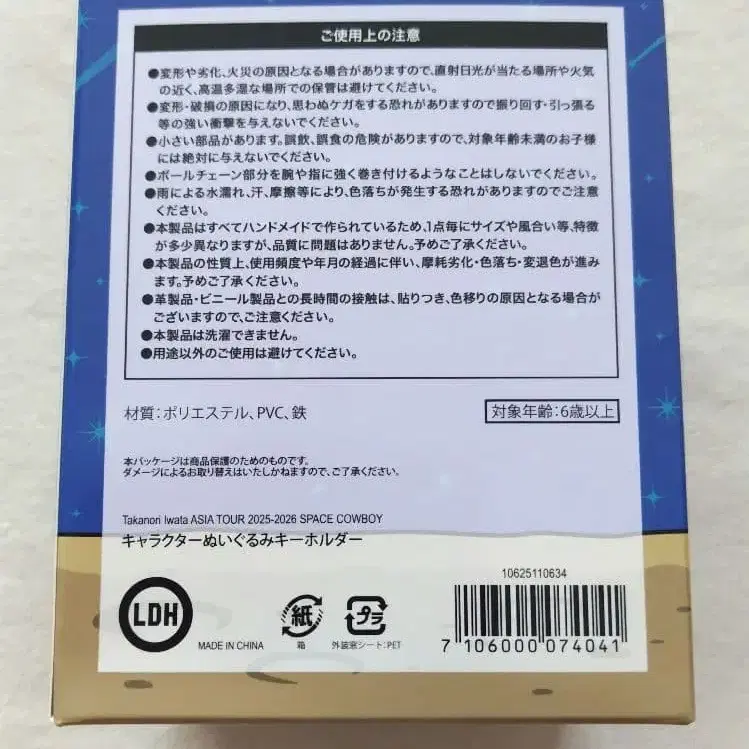 ご使用上の注意
●変形や劣化、火災の原因となる場合がありますので、直射日光が当たる場所や火気
の近く、高温多湿な場所での保管は避けてください。
●変形・破損の原因になり、思わぬケガをする恐れがありますので振り回す・引っ張る
等の強い衝撃を与えないでください。
●小さい部品があります。誤飲、誤食の危険がありますので、対象年齢未満のお子様
には絶対に与えないでください。
●ボールチェーン部分を腕や指に強く巻き付けるようなことはしないでください。
●雨による水濡れ、汗、摩擦等により、色落ちが発生する恐れがありますのでご注意
ください。
●本製品はすべてハンドメイドで作られているため、1点毎にサイズや風合い等、特徴
が多少異なりますが、品質に問題はありません。予めご了承ください。
●本製品の性質上、使用頻度や年月の経過に伴い、摩耗劣化・色落ち・変退色が進み
ます。予めご了承ください。
●革製品・ビニール製品との長時間の接触は、貼りつき、色移りの原因となる場合が
ございますので、ご注意ください。
●本製品は洗濯できません。
●用途以外のご使用は避けてください。
材質：ポリエステル、PVC、鉄
対象年齢：6歳以上
本パッケージは商品保護のためのものです。
ダメージによるお取り替えはいたしかねますので、ご了承ください。
Takanori Iwata ASIA TOUR 2025-2026 SPACE COWBOY
キャラクターぬいぐるみキーホルダー
10625110634
LDH
MADE IN CHINA
紙
箱
プラ
外装窓シート：PET
7 106000 074041